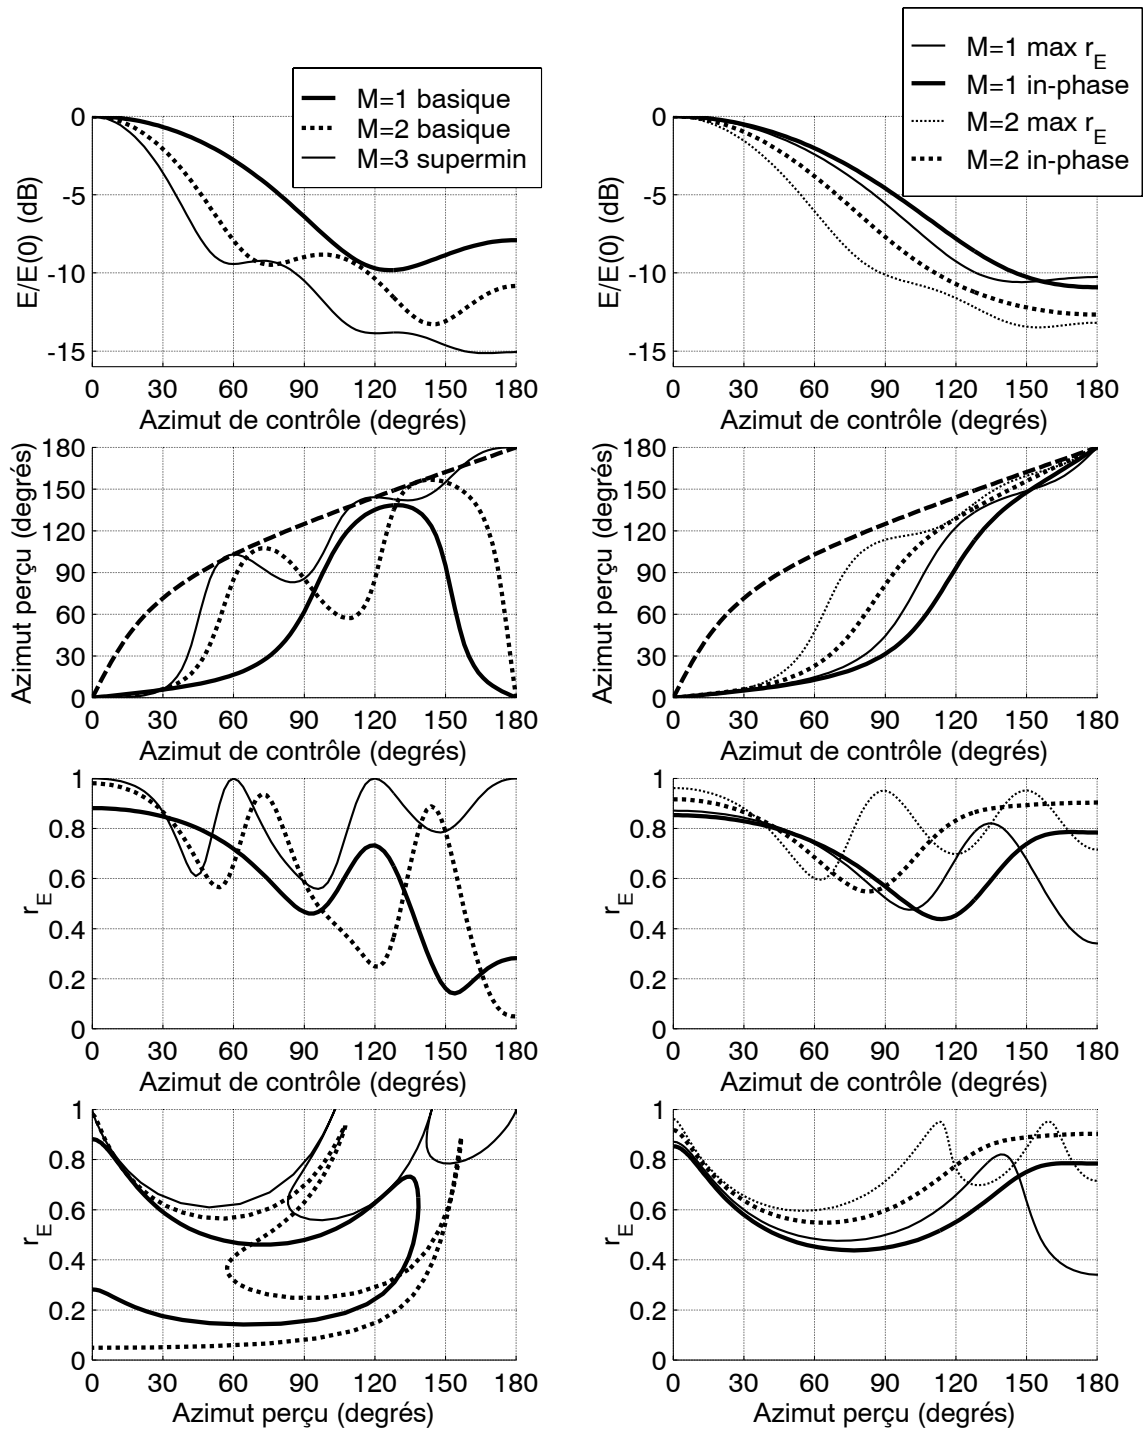 M=1 basique
M=2 basique
M=3 supermin
0
-5
-10
-15
E/E(0) (dB)
0 30 60 90 120 150 180
Azimut de contrôle (degrés)
M=1 max rE
M=1 in-phase
M=2 max rE
M=2 in-phase
0
-5
-10
-15
E/E(0) (dB)
0 30 60 90 120 150 180
Azimut de contrôle (degrés)
180
150
120
90
60
30
0
Azimut perçu (degrés)
0 30 60 90 120 150 180
Azimut de contrôle (degrés)
180
150
120
90
60
30
0
Azimut perçu (degrés)
0 30 60 90 120 150 180
Azimut de contrôle (degrés)
1
0.8
0.6
0.4
0.2
0
rE
0 30 60 90 120 150 180
Azimut de contrôle (degrés)
1
0.8
0.6
0.4
0.2
0
rE
0 30 60 90 120 150 180
Azimut de contrôle (degrés)
1
0.8
0.6
0.4
0.2
0
rE
0 30 60 90 120 150 180
Azimut perçu (degrés)
1
0.8
0.6
0.4
0.2
0
rE
0 30 60 90 120 150 180
Azimut perçu (degrés)